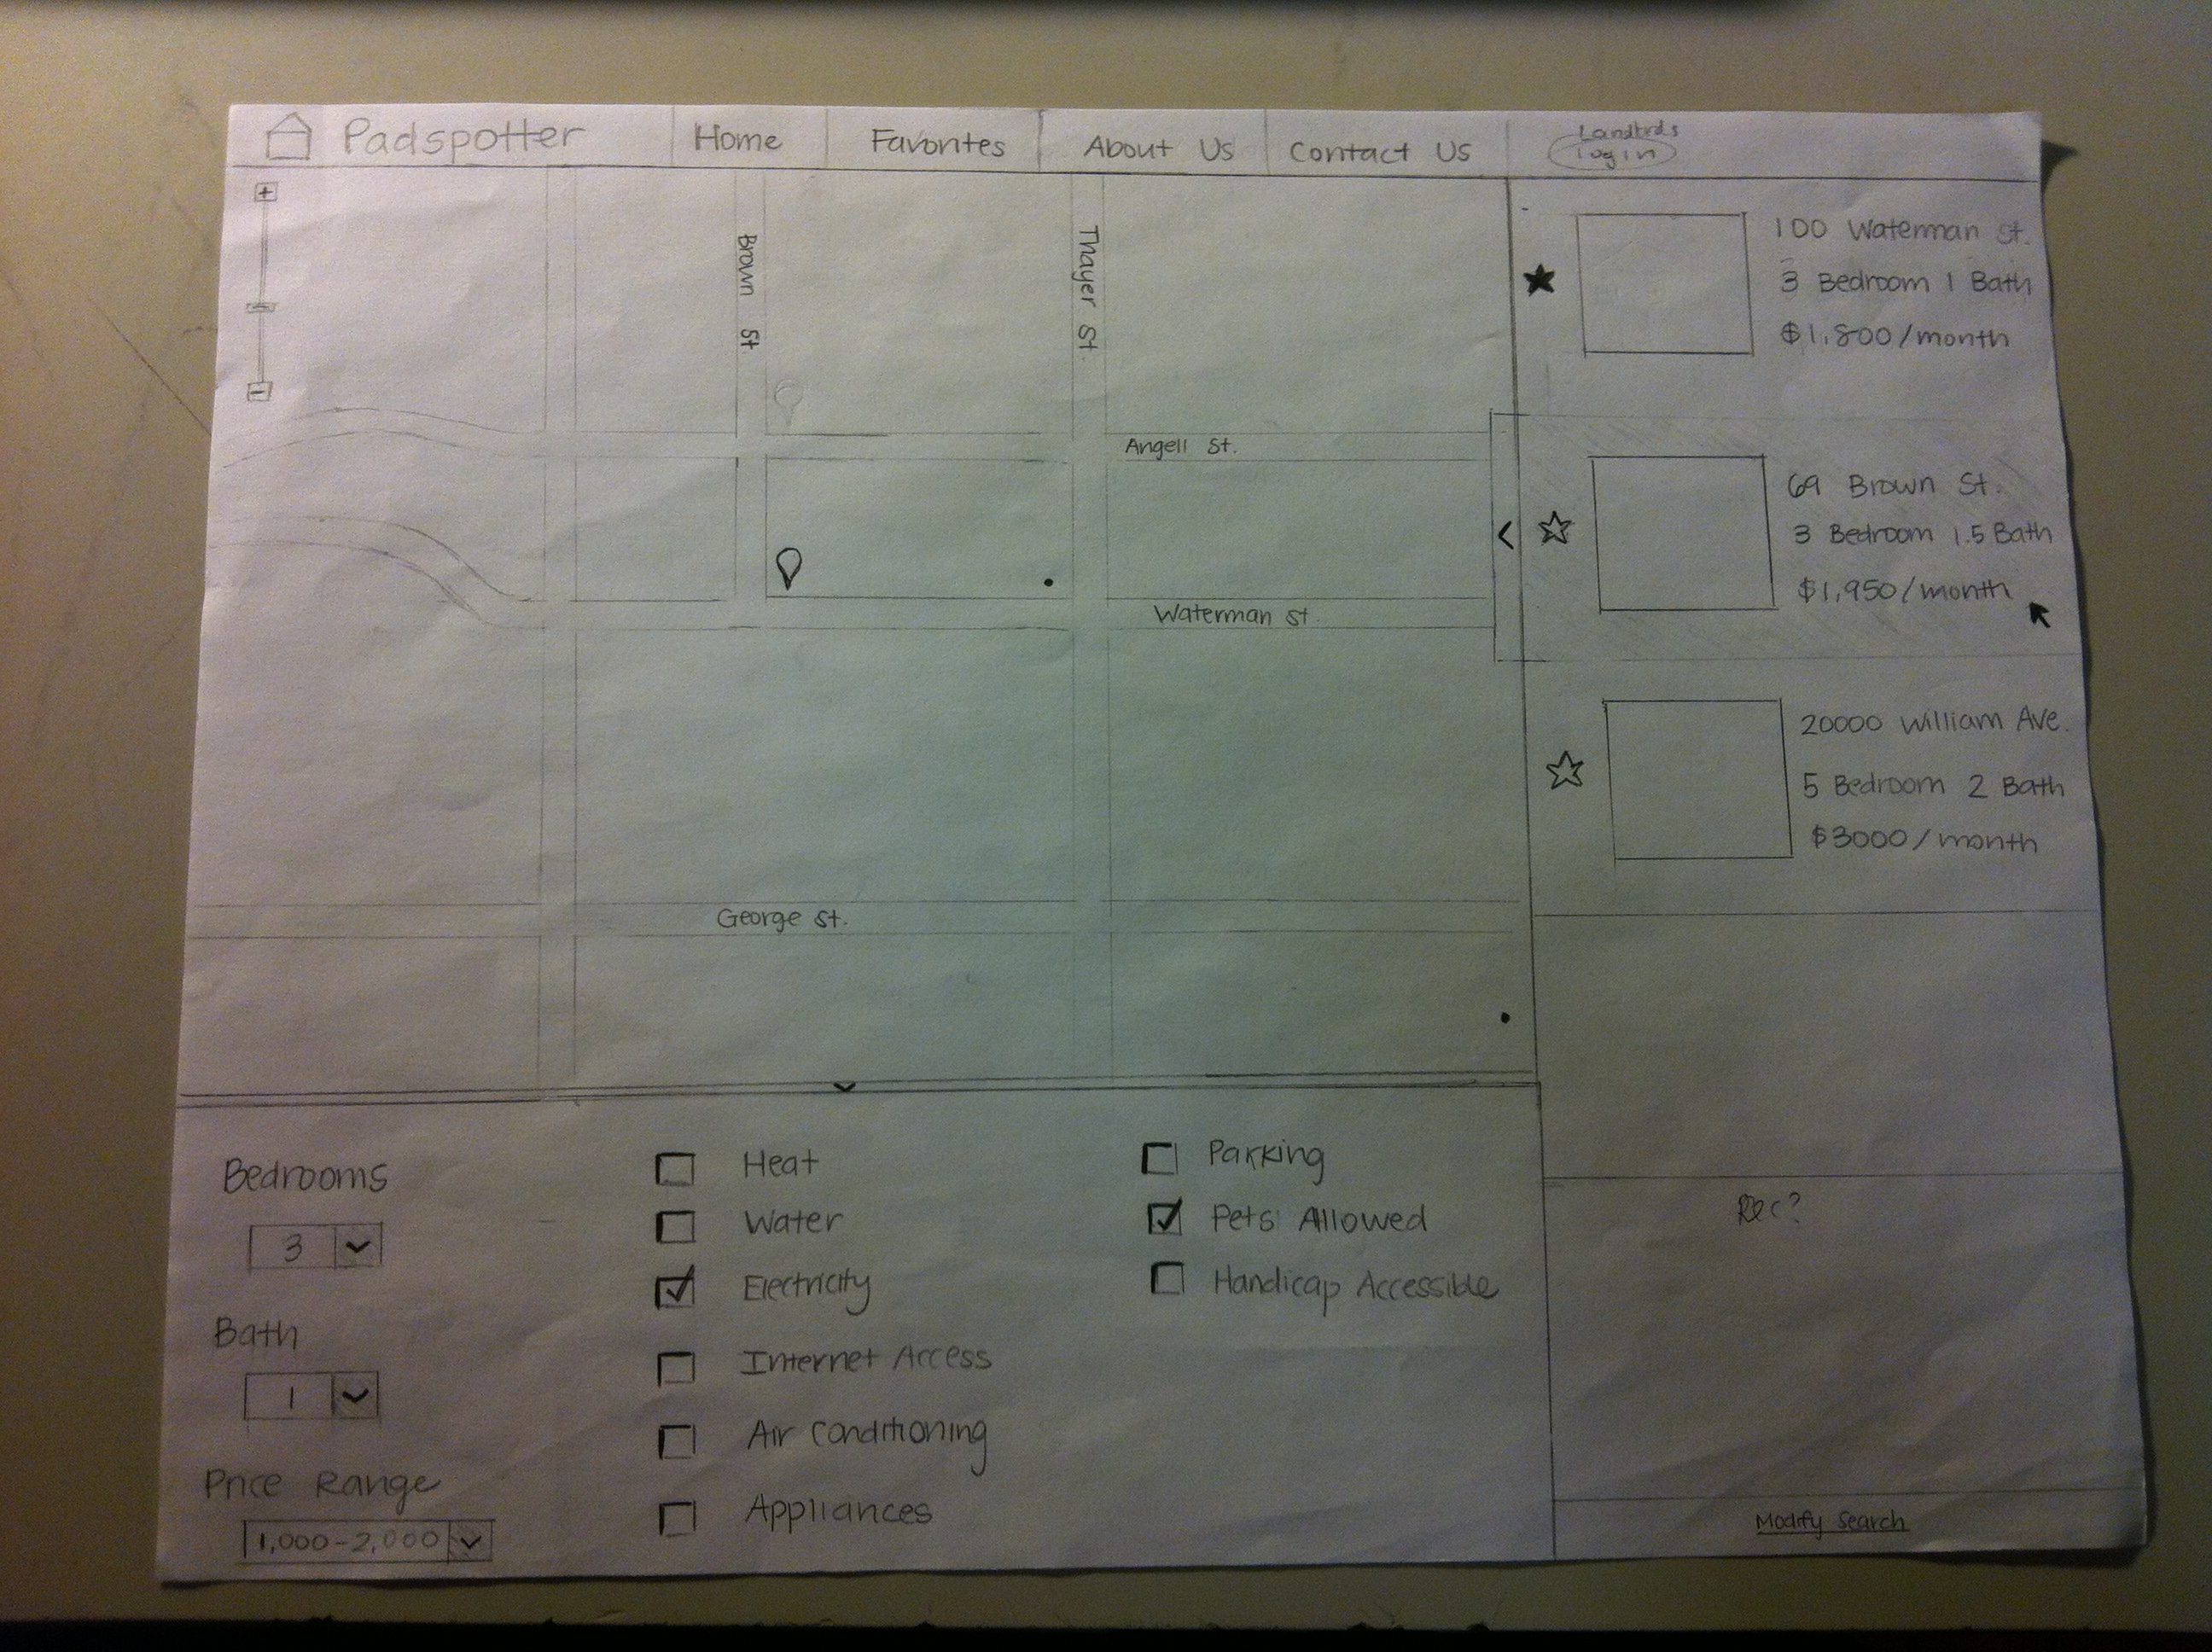 Padspotter
Home
Favorites
About Us
Contact Us
Landlords
Login
+
-
Brown St
Thayer St.
Angell St.
Waterman St.
George St.
100 Waterman St.
3 Bedroom 1 Bath
$1,800/month
69 Brown St.
3 Bedroom 1.5 Bath
$1,950/month
20000 William Ave.
5 Bedroom 2 Bath
$3000/month
Bedrooms
3
Bath
1
Price Range
1,000-2,000
Heat
Water
Electricity
Internet Access
Air Conditioning
Appliances
Parking
Pets Allowed
Handicap Accessible
Rec?
Modify Search